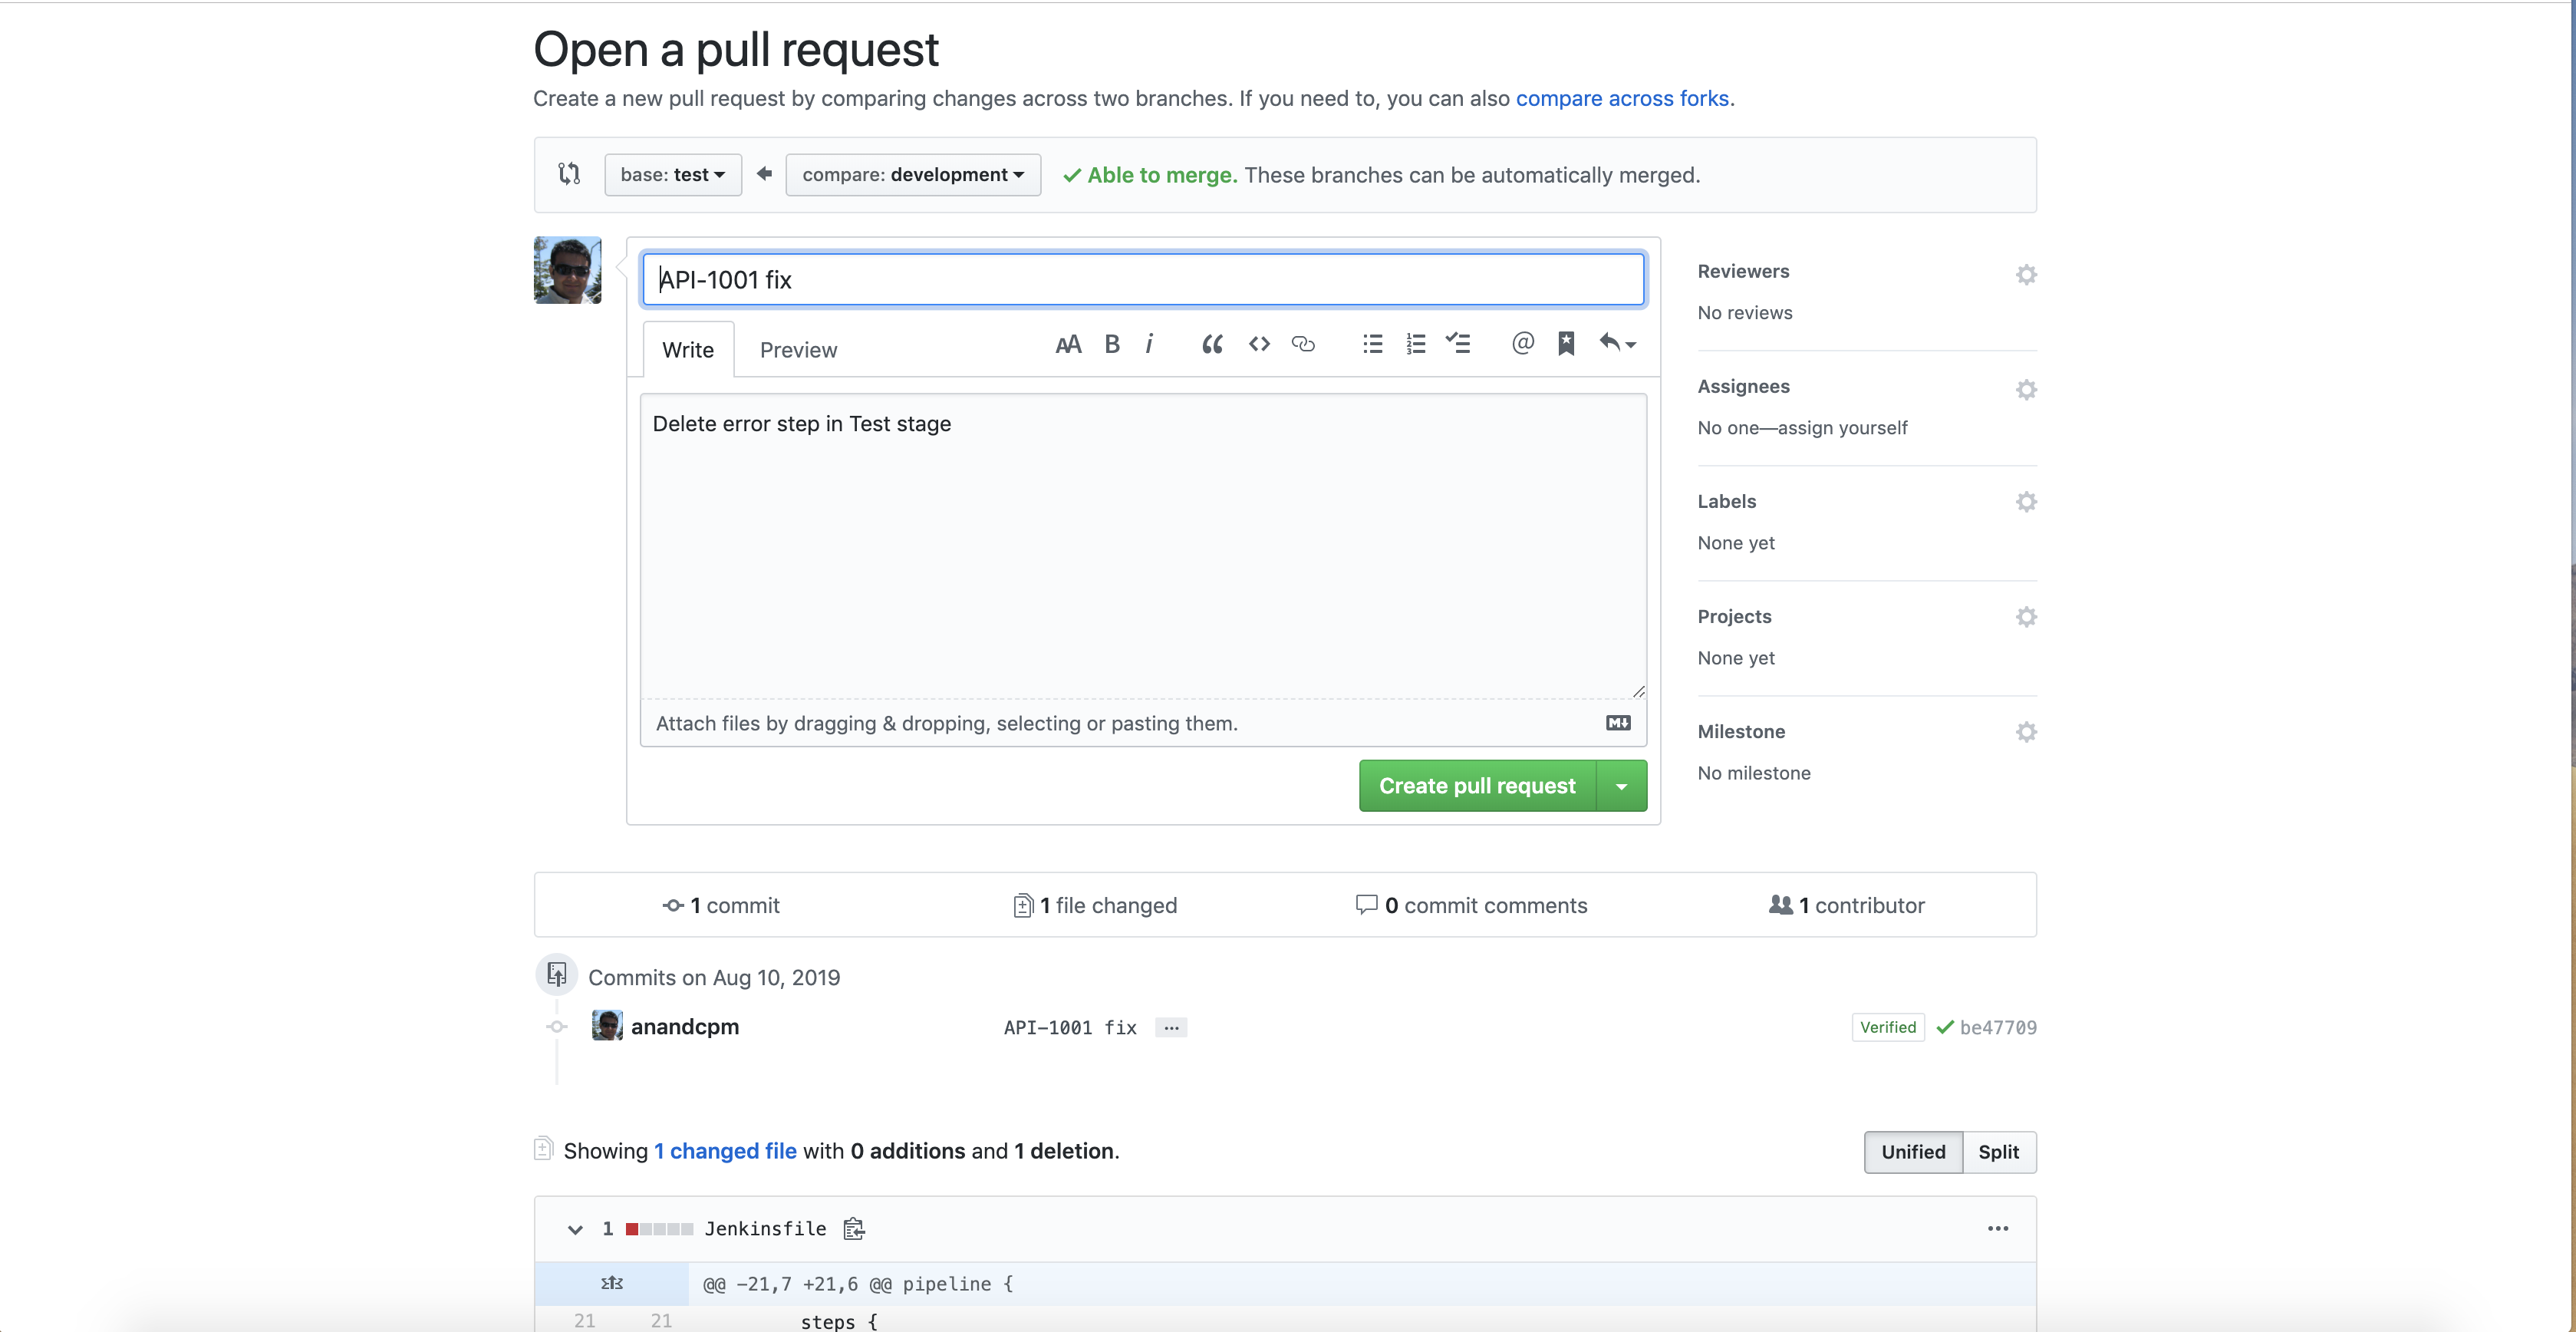 Open a pull request
Create a new pull request by comparing changes across two branches. If you need to, you can also compare across forks.
base: test compare: development Able to merge. These branches can be automatically merged.
API-1001 fix
Write Preview AA B i
Delete error step in Test stage
Attach files by dragging & dropping, selecting or pasting them.
Create pull request
Reviewers
No reviews
Assignees
No one—assign yourself
Labels
None yet
Projects
None yet
Milestone
No milestone
1 commit 1 file changed 0 commit comments 1 contributor
Commits on Aug 10, 2019
anandcpm API-1001 fix ... Verified be47709
Showing 1 changed file with 0 additions and 1 deletion.
Unified Split
1 Jenkinsfile ...
@@ -21,7 +21,6 @@ pipeline {
21 21 steps {